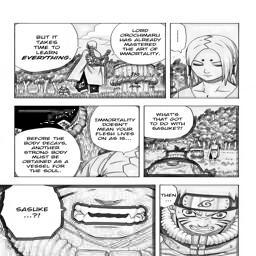 LORD
OROCHIMARU
HAS ALREADY
MASTERED
THE ART OF
IMMORTALITY.
BUT IT
TAKES
TIME TO
LEARN
EVERYTHING.
WHAT'S
THAT GOT
TO DO WITH
SASUKE?!
IMMORTALITY
DOESN'T
MEAN YOUR
FLESH LIVES
ON AS IS...
BEFORE THE
BODY DECAYS,
ANOTHER
STRONG BODY
MUST BE
OBTAINED AS A
VESSEL FOR
THE SOUL.
THEN
...
SASUKE
...?!